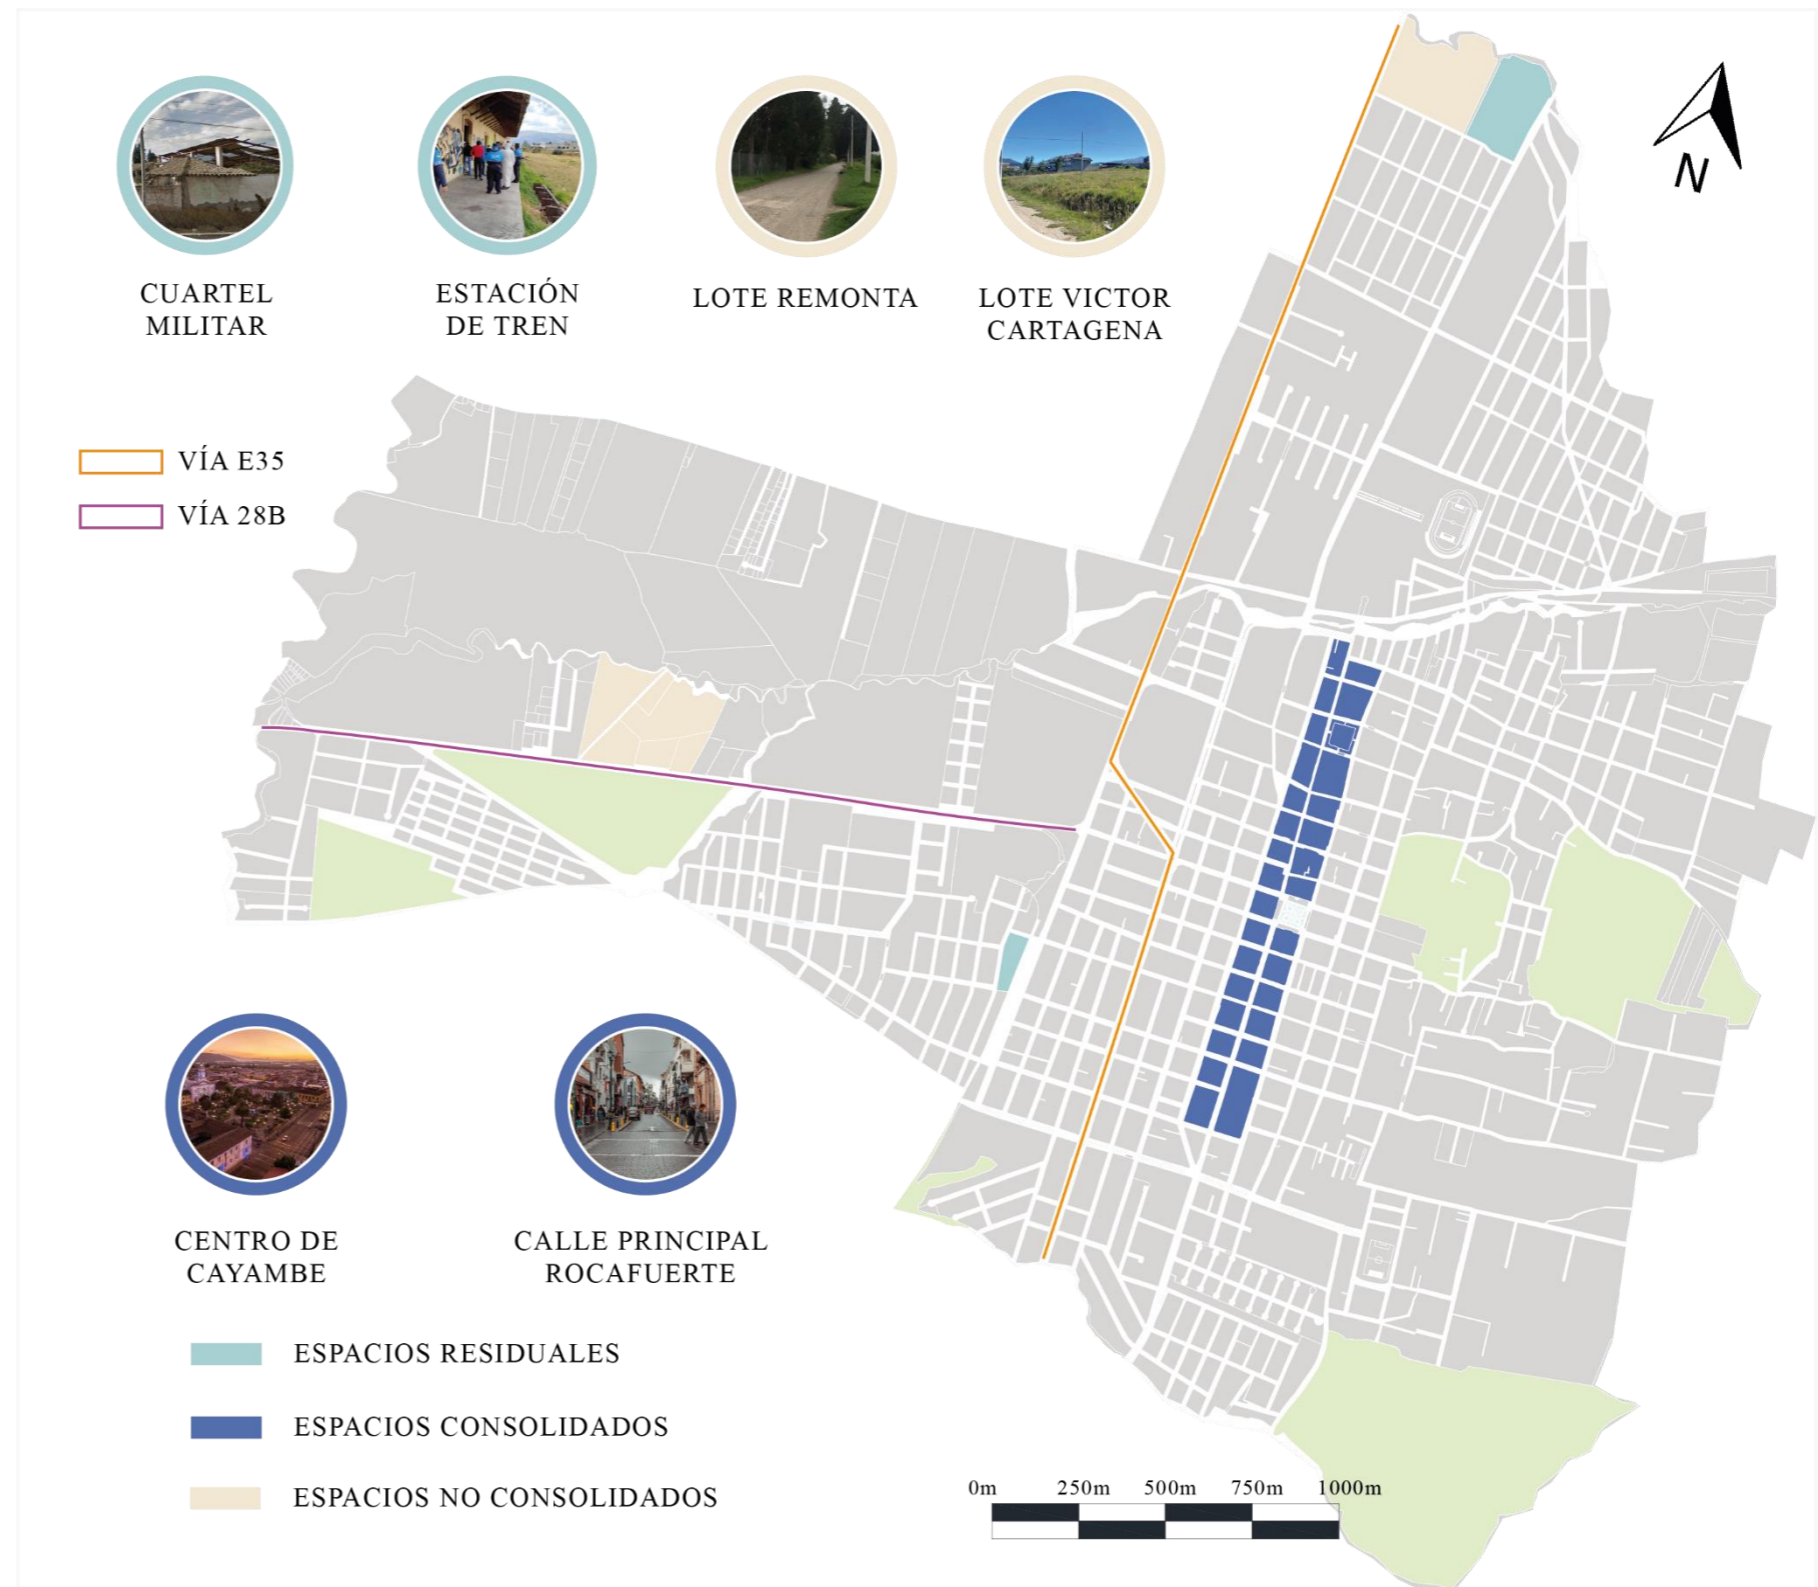 CUARTEL
MILITAR
ESTACIÓN
DE TREN
LOTE REMONTA
LOTE VICTOR
CARTAGENA
N
VÍA E35
VÍA 28B
CENTRO DE
CAYAMBE
CALLE PRINCIPAL
ROCAFUERTE
ESPACIOS RESIDUALES
ESPACIOS CONSOLIDADOS
ESPACIOS NO CONSOLIDADOS
0m 250m 500m 750m 1000m